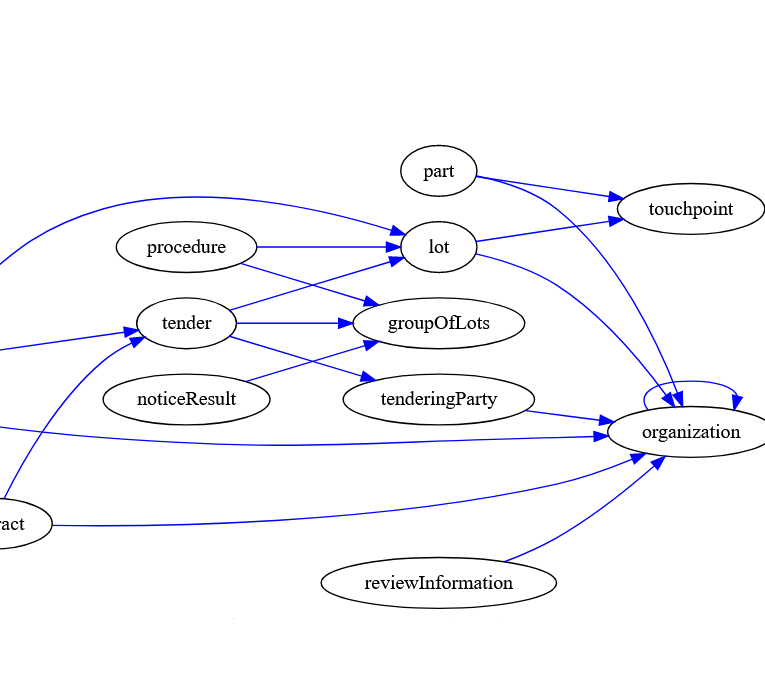 part
touchpoint
procedure
lot
tender
groupOfLots
noticeResult
tenderingParty
organization
ract
reviewInformation